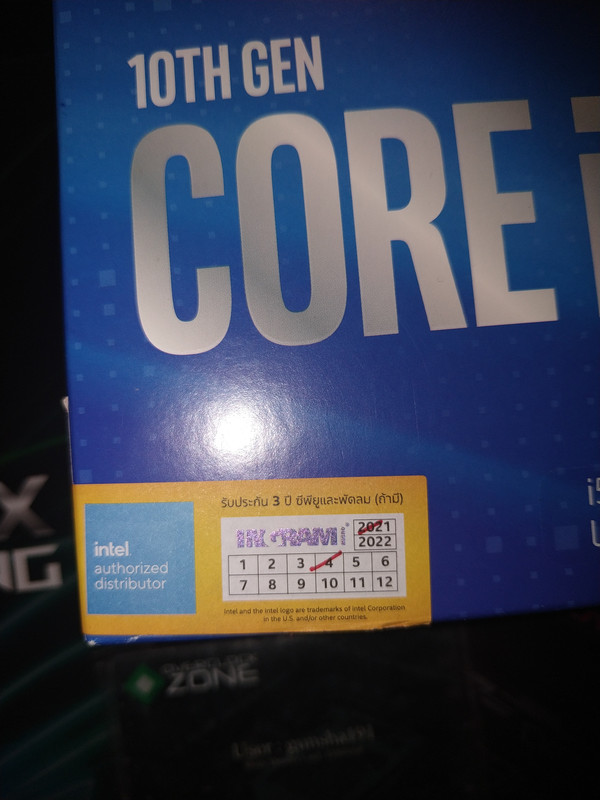 10TH GEN
CORE i
i5
รับประกัน 3 ปี ซีพียูและพัดลม (ถ้ามี)
intel
authorized
distributor
INGRAM
2021
2022
1 2 3 4 5 6
7 8 9 10 11 12
Intel and the Intel logo are trademarks of Intel Corporation
in the U.S. and/or other countries.
X
NG
ZONE